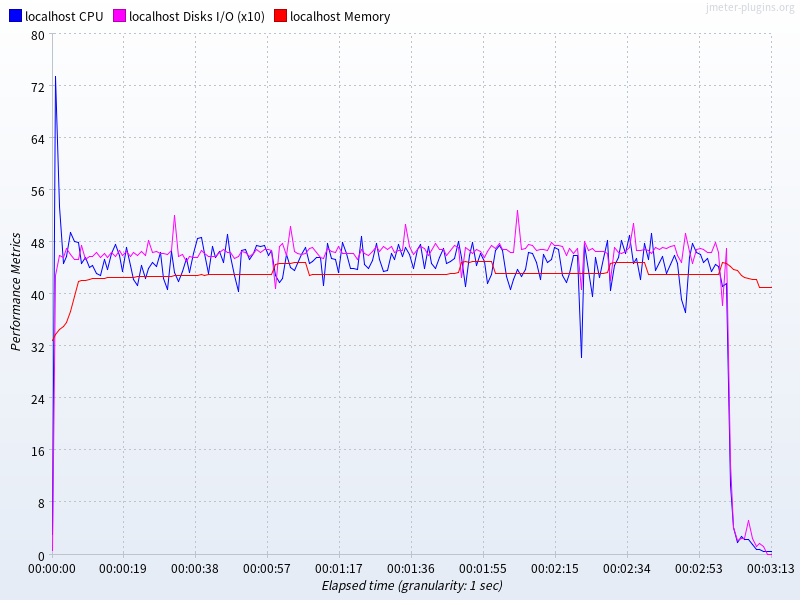 jmeter-plugins.org
localhost CPU localhost Disks I/O (x10) localhost Memory
80
72
64
56
48
40
32
24
16
8
0
Performance Metrics
00:00:00 00:00:19 00:00:38 00:00:57 00:01:17 00:01:36 00:01:55 00:02:15 00:02:34 00:02:53 00:03:13
Elapsed time (granularity: 1 sec)